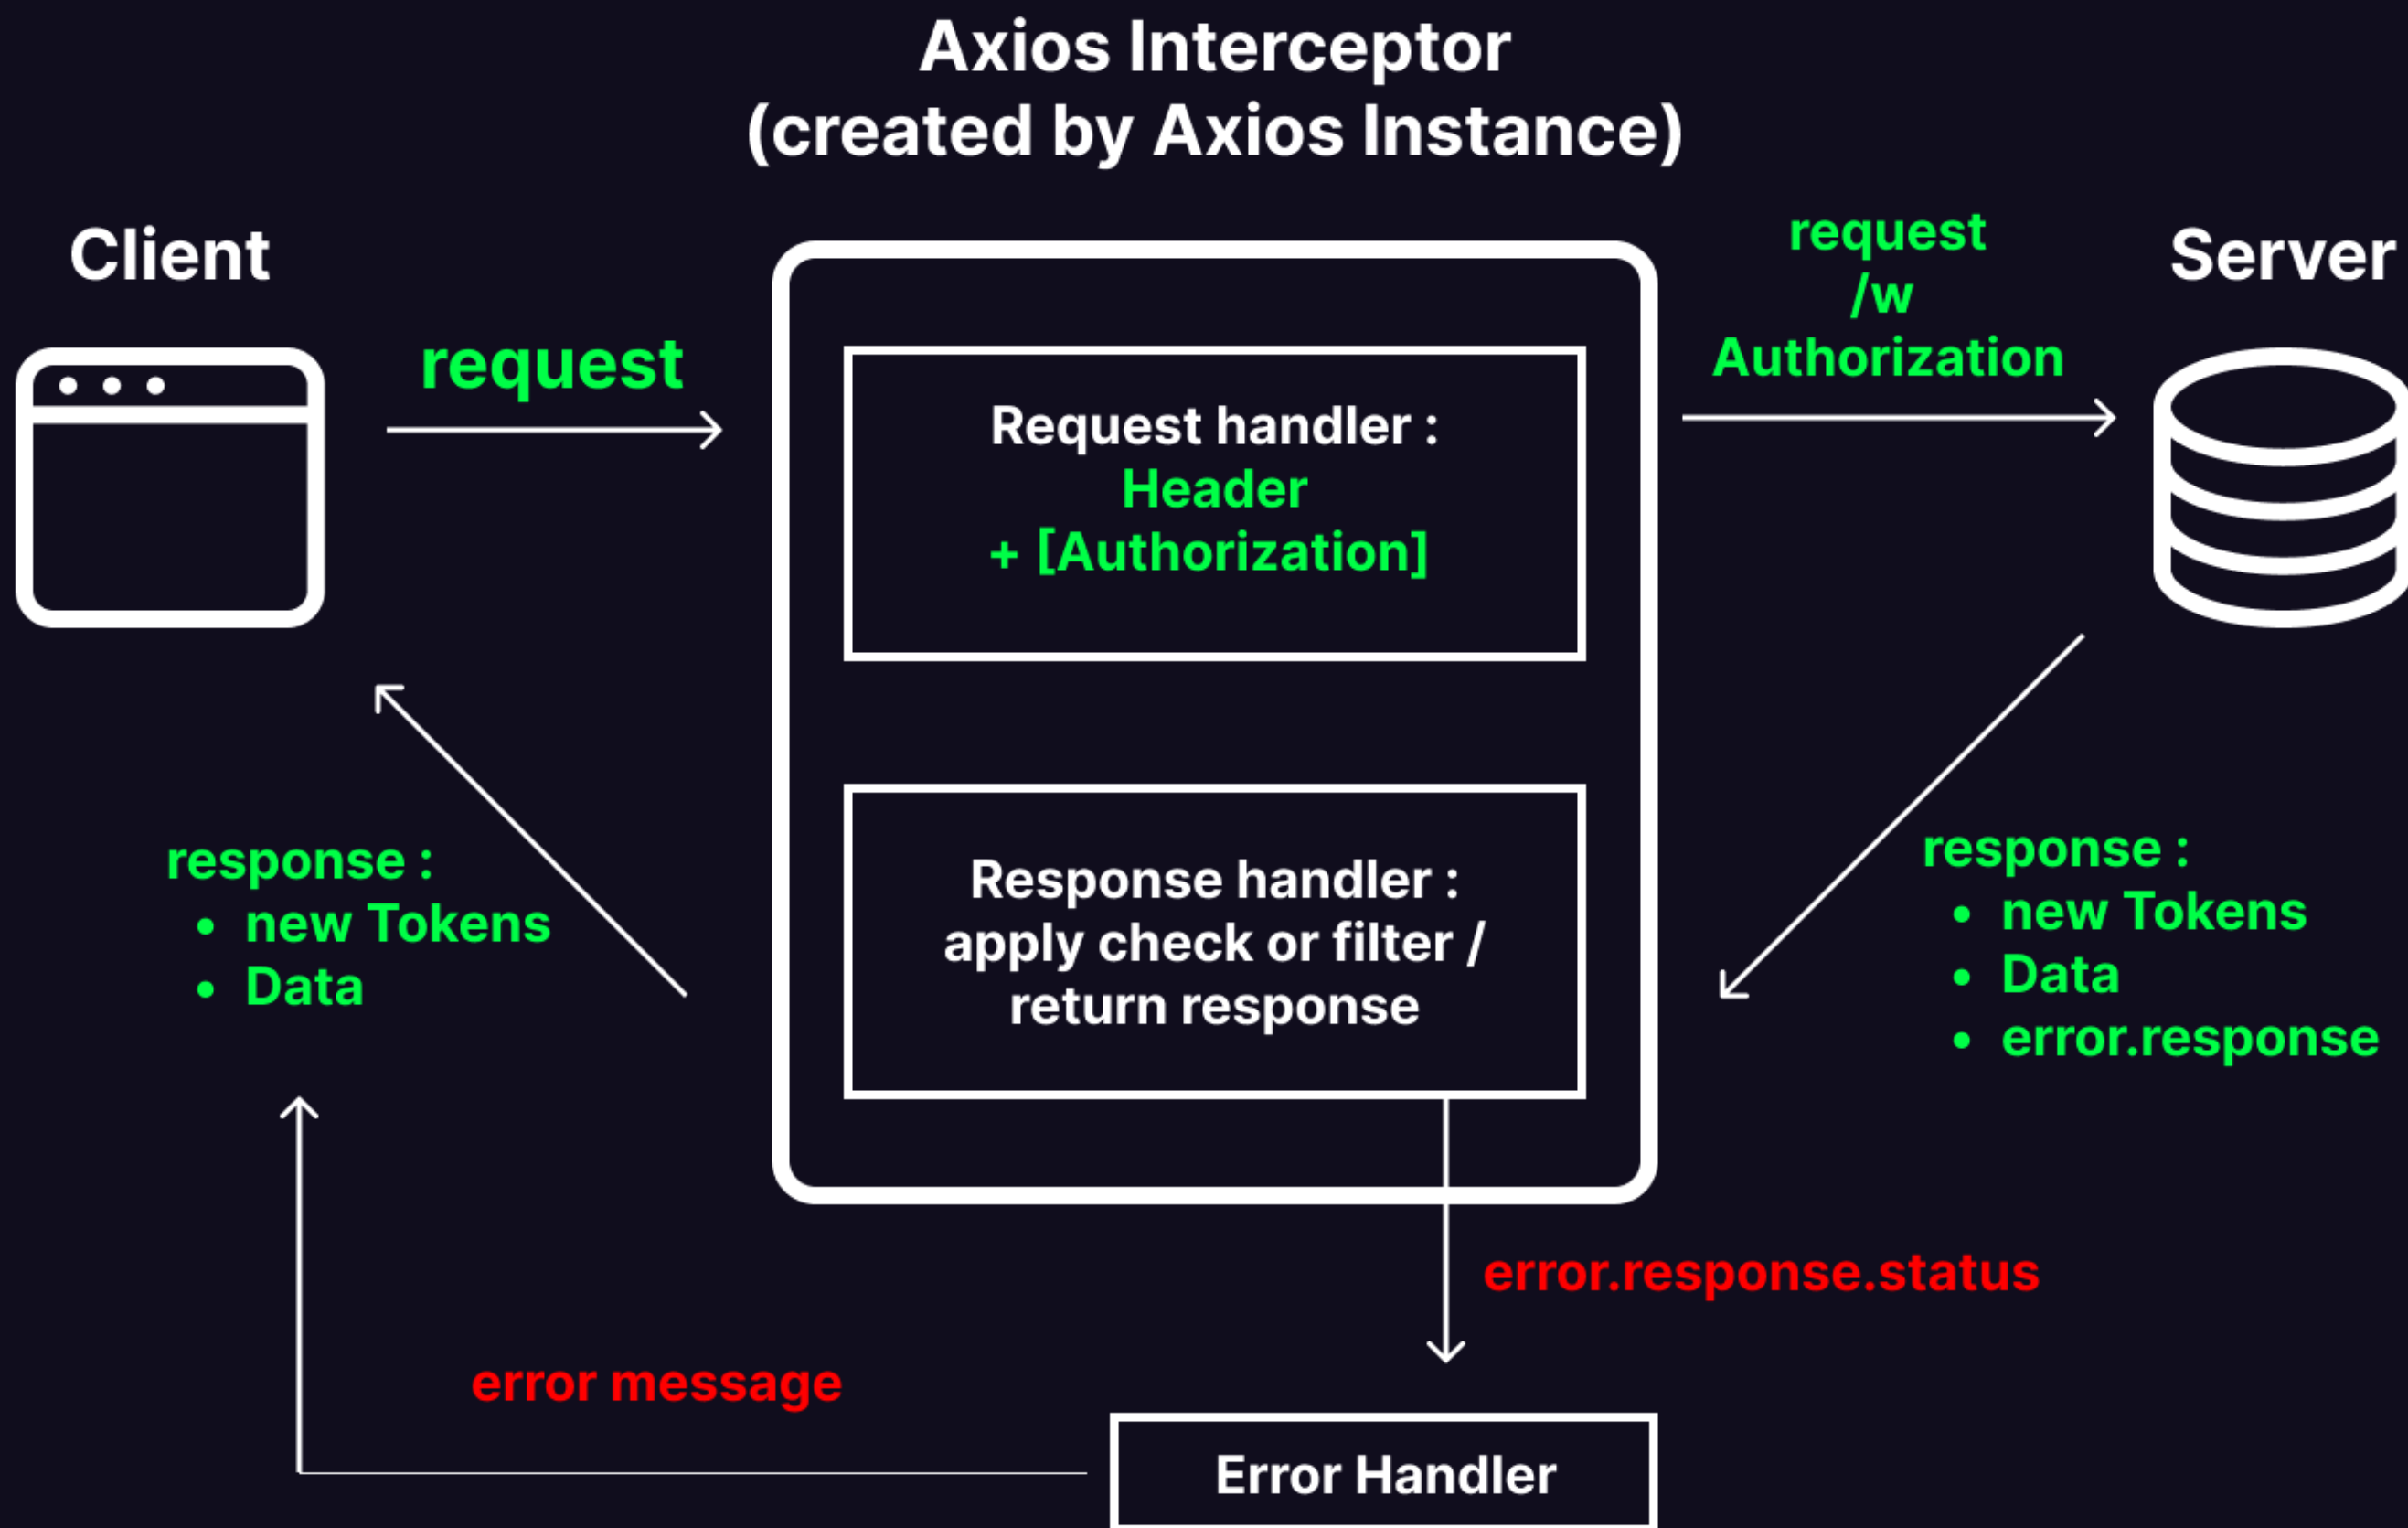 Axios Interceptor
(created by Axios Instance)
Client
request
Request handler :
Header
+ [Authorization]
request
/w
Authorization
Server
response :
• new Tokens
• Data
Response handler :
apply check or filter /
return response
response :
• new Tokens
• Data
• error.response
error.response.status
error message
Error Handler